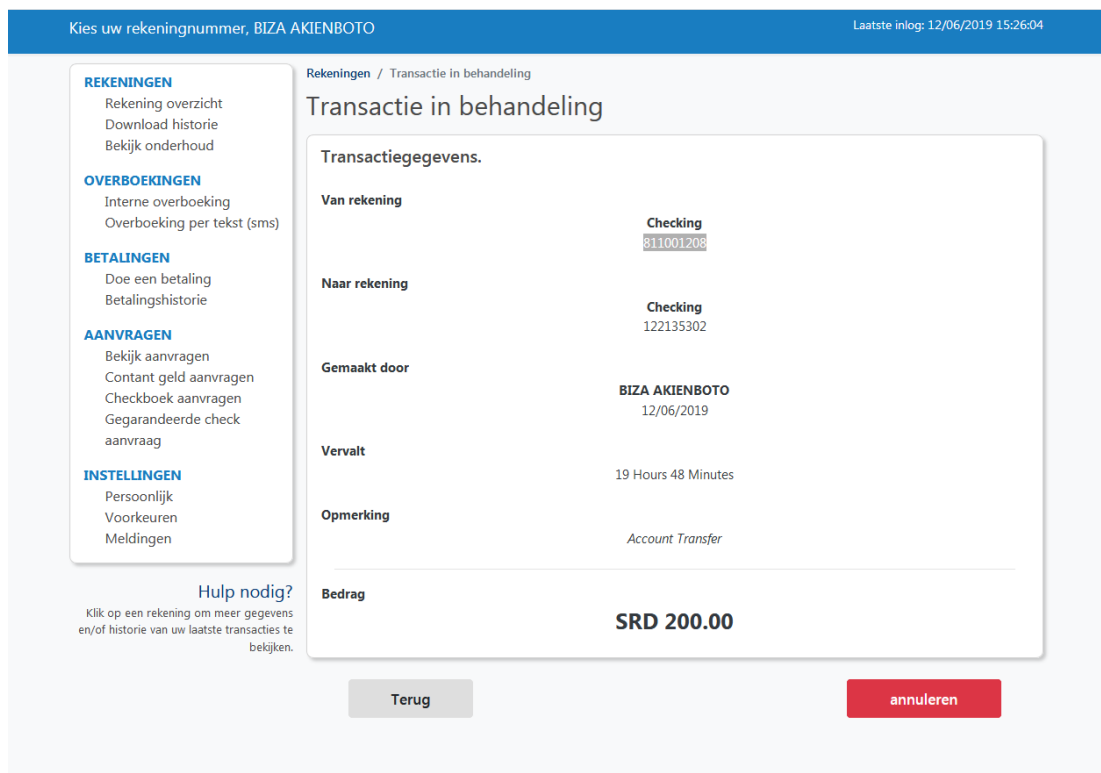 Kies uw rekeningnummer, BIZA AKIENBOTO
Laatste inlog: 12/06/2019 15:26:04
REKENINGEN
Rekening overzicht
Download historie
Bekijk onderhoud
OVERBOEKINGEN
Interne overboeking
Overboeking per tekst (sms)
BETALINGEN
Doe een betaling
Betalingshistorie
AANVRAGEN
Bekijk aanvragen
Contant geld aanvragen
Checkboek aanvragen
Gegarandeerde check
aanvraag
INSTELLINGEN
Persoonlijk
Voorkeuren
Meldingen
Hulp nodig?
Klik op een rekening om meer gegevens
en/of historie van uw laatste transacties te
bekijken.
Rekeningen / Transactie in behandeling
Transactie in behandeling
Transactiegegevens.
Van rekening
Checking
811001208
Naar rekening
Checking
122135302
Gemaakt door
BIZA AKIENBOTO
12/06/2019
Vervalt
19 Hours 48 Minutes
Opmerking
Account Transfer
Bedrag
SRD 200.00
Terug
annuleren